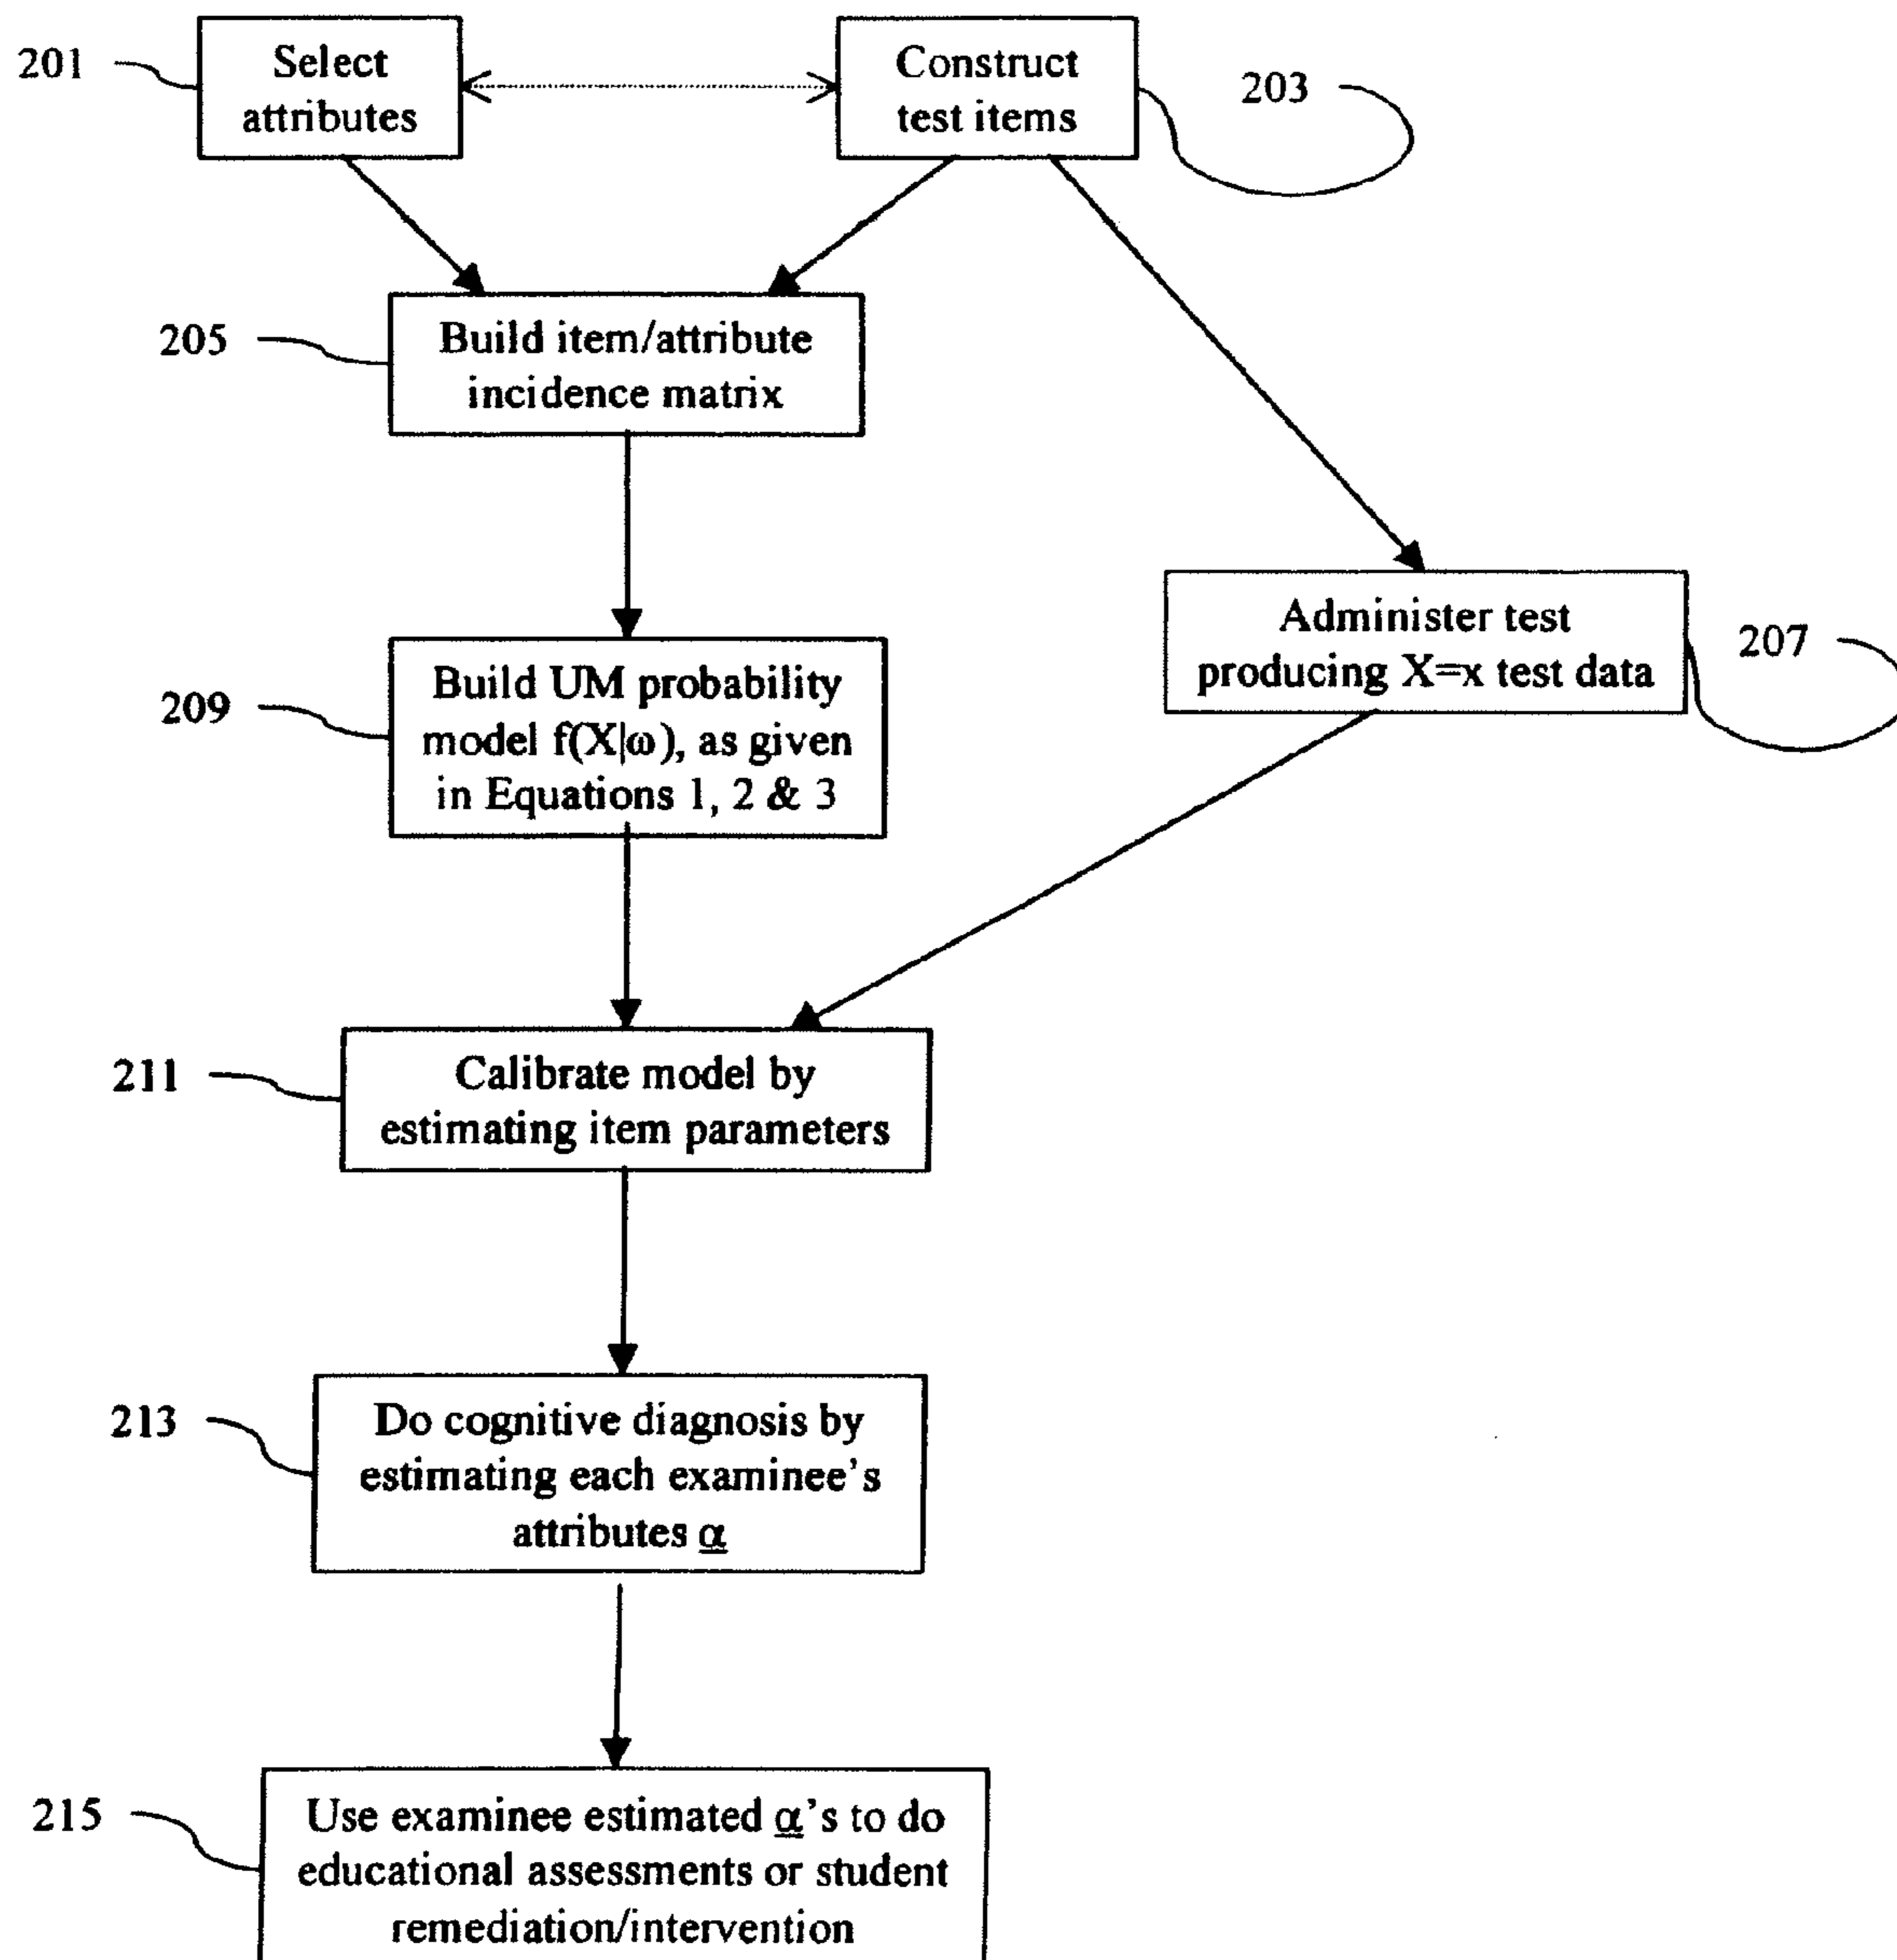 201
Select
attributes
Construct
test items
203
205
Build item/attribute
incidence matrix
Administer test
producing X=x test data
207
209
Build UM probability
model f(X|ω), as given
in Equations 1, 2 & 3
211
Calibrate model by
estimating item parameters
213
Do cognitive diagnosis by
estimating each examinee's
attributes α
215
Use examinee estimated α's to do
educational assessments or student
remediation/intervention